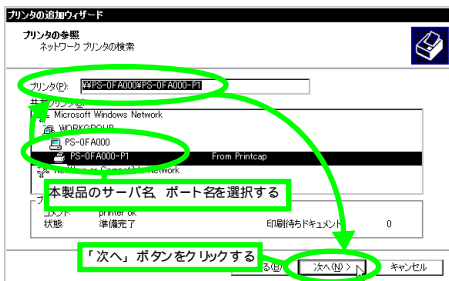 プリンタの追加ウィザード
プリンタの参照
ネットワーク プリンタの検索
プリンタ(P): ¥¥PS-0FA000¥PS-0FA000-P1
共有プリンタ
Microsoft Windows Network
WORKGROUP
PS-0FA000
PS-0FA000-P1 From Printcap
Network
本製品のサーバ名、ポート名を選択する
コメント: printer ok
状態: 準備完了 印刷待ちドキュメント 0
「次へ」ボタンをクリックする
る(B) 次へ(N) > キャンセル